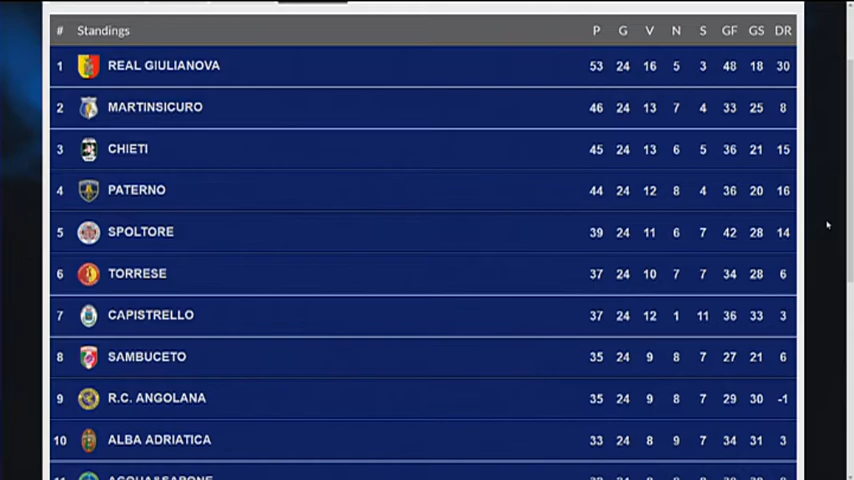 # Standings P G V N S GF GS DR
1 REAL GIULIANOVA 53 24 16 5 3 48 18 30
2 MARTINSICURO 46 24 13 7 4 33 25 8
3 CHIETI 45 24 13 6 5 36 21 15
4 PATERNO 44 24 12 8 4 36 20 16
5 SPOLTORE 39 24 11 6 7 42 28 14
6 TORRESE 37 24 10 7 7 34 28 6
7 CAPISTRELLO 37 24 12 1 11 36 33 3
8 SAMBUCETO 35 24 9 8 7 27 21 6
9 R.C. ANGOLANA 35 24 9 8 7 29 30 -1
10 ALBA ADRIATICA 33 24 8 9 7 34 31 3